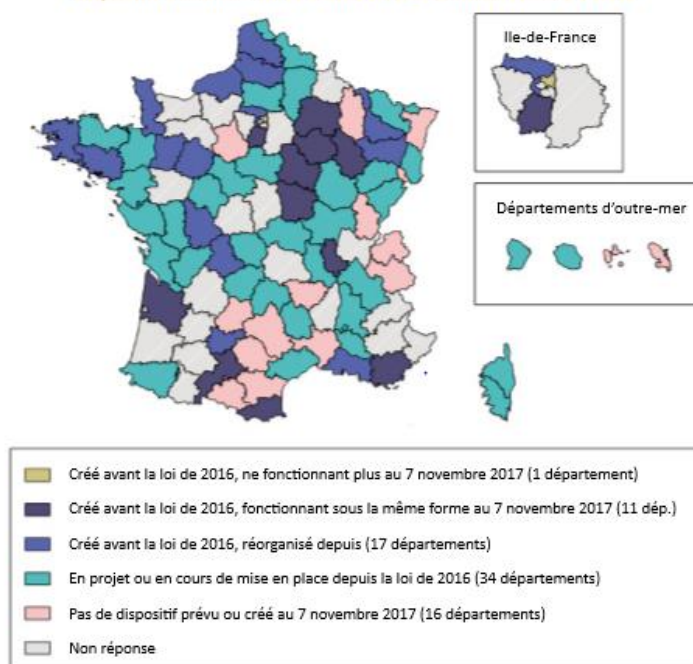 Ile-de-France
Départements d'outre-mer
Créé avant la loi de 2016, ne fonctionnant plus au 7 novembre 2017 (1 département)
Créé avant la loi de 2016, fonctionnant sous la même forme au 7 novembre 2017 (11 dép.)
Créé avant la loi de 2016, réorganisé depuis (17 départements)
En projet ou en cours de mise en place depuis la loi de 2016 (34 départements)
Pas de dispositif prévu ou créé au 7 novembre 2017 (16 départements)
Non réponse